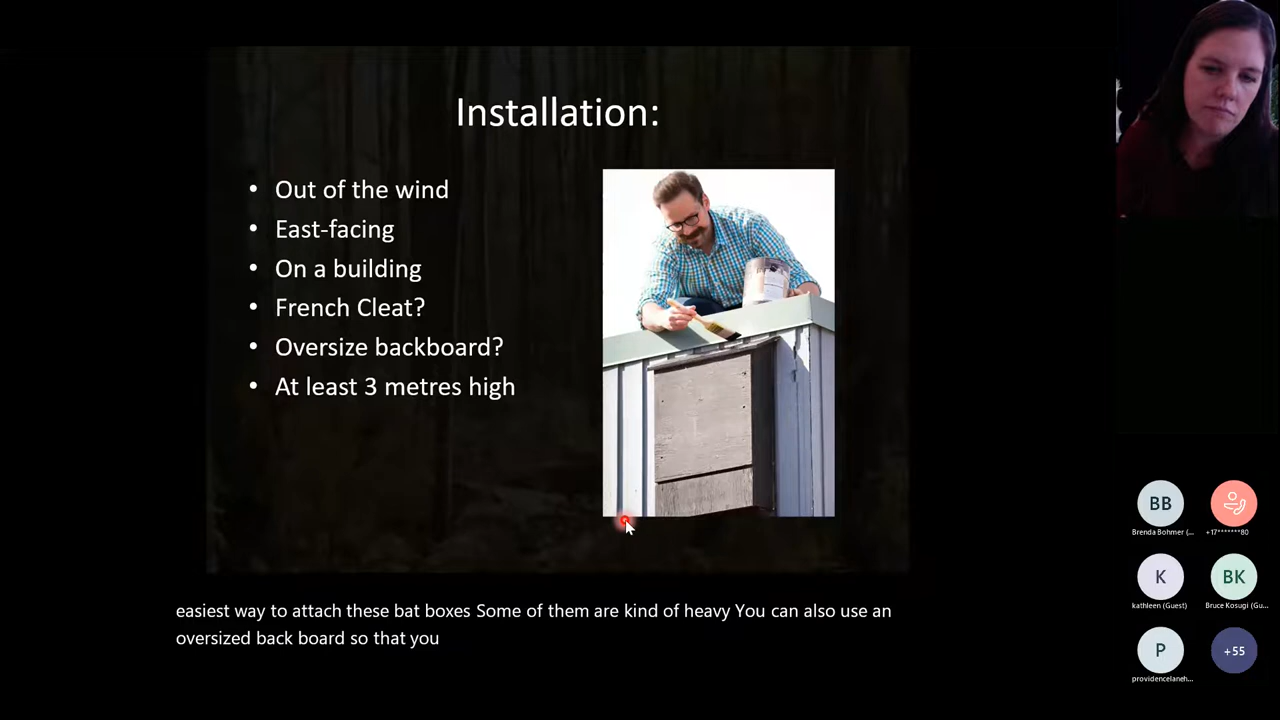 Installation:
• Out of the wind
• East-facing
• On a building
• French Cleat?
• Oversize backboard?
• At least 3 metres high
easiest way to attach these bat boxes Some of them are kind of heavy You can also use an
oversized back board so that you
BB
Brenda Bohmer (...
+17*******80
K
BK
kathleen (Guest)
Bruce Kosugi (Gu...
P
+55
providencelaneh...